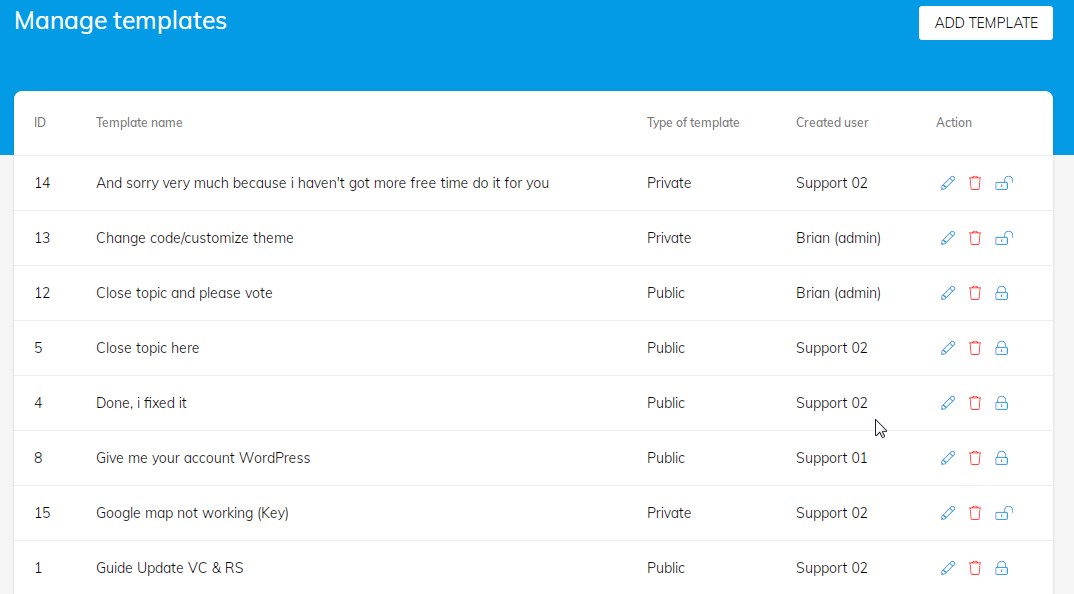 Manage templates
ADD TEMPLATE
ID Template name Type of template Created user Action
14 And sorry very much because i haven't got more free time do it for you Private Support 02
13 Change code/customize theme Private Brian (admin)
12 Close topic and please vote Public Brian (admin)
5 Close topic here Public Support 02
4 Done, i fixed it Public Support 02
8 Give me your account WordPress Public Support 01
15 Google map not working (Key) Private Support 02
1 Guide Update VC & RS Public Support 02